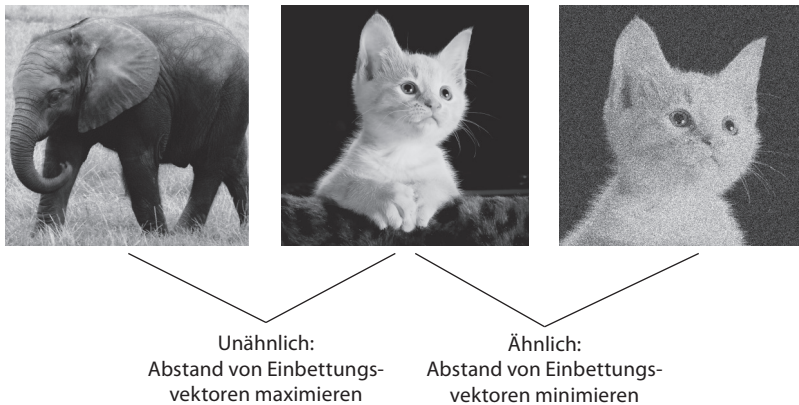 Unähnlich:
Abstand von Einbettungs-
vektoren maximieren
Ähnlich:
Abstand von Einbettungs-
vektoren minimieren